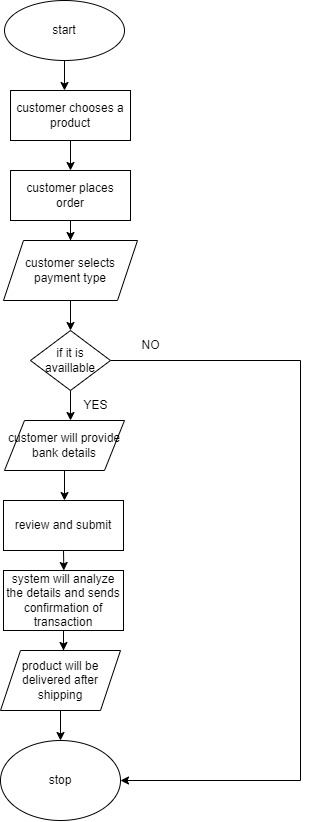 start
customer chooses a
product
customer places
order
customer selects
payment type
if it is
availlable
NO
YES
customer will provide
bank details
review and submit
system will analyze
the details and sends
confirmation of
transaction
product will be
delivered after
shipping
stop